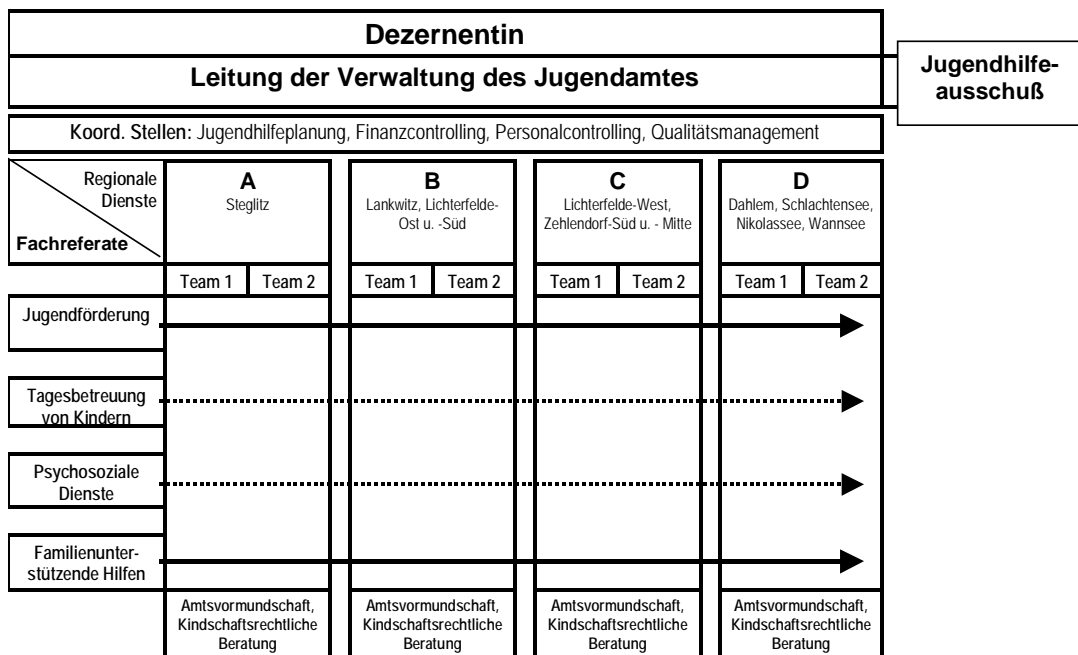 Dezernentin
Leitung der Verwaltung des Jugendamtes
Jugendhilfe-
ausschuß
Koord. Stellen: Jugendhilfeplanung, Finanzcontrolling, Personalcontrolling, Qualitätsmanagement
Regionale
Dienste
Fachreferate
A
Steglitz
B
Lankwitz, Lichterfelde-
Ost u. -Süd
C
Lichterfelde-West,
Zehlendorf-Süd u. - Mitte
D
Dahlem, Schlachtensee,
Nikolassee, Wannsee
Team 1 Team 2 Team 1 Team 2 Team 1 Team 2 Team 1 Team 2
Jugendförderung
Tagesbetreuung
von Kindern
Psychosoziale
Dienste
Familienunter-
stützende Hilfen
Amtsvormundschaft,
Kindschaftsrechtliche
Beratung
Amtsvormundschaft,
Kindschaftsrechtliche
Beratung
Amtsvormundschaft,
Kindschaftsrechtliche
Beratung
Amtsvormundschaft,
Kindschaftsrechtliche
Beratung